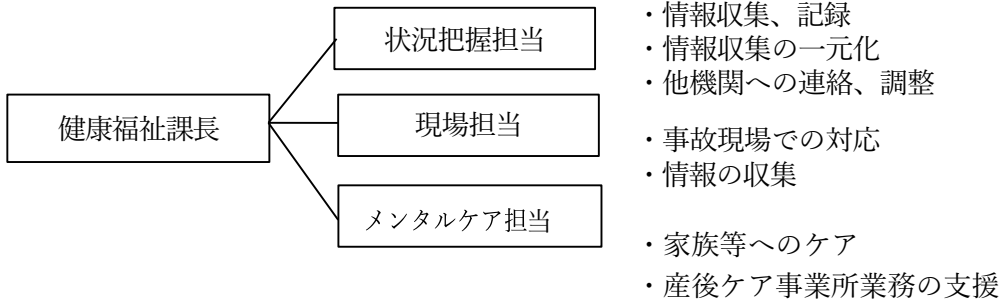 状況把握担当
・情報収集、記録
・情報収集の一元化
・他機関への連絡、調整
健康福祉課長
現場担当
・事故現場での対応
・情報の収集
メンタルケア担当
・家族等へのケア
・産後ケア事業所業務の支援